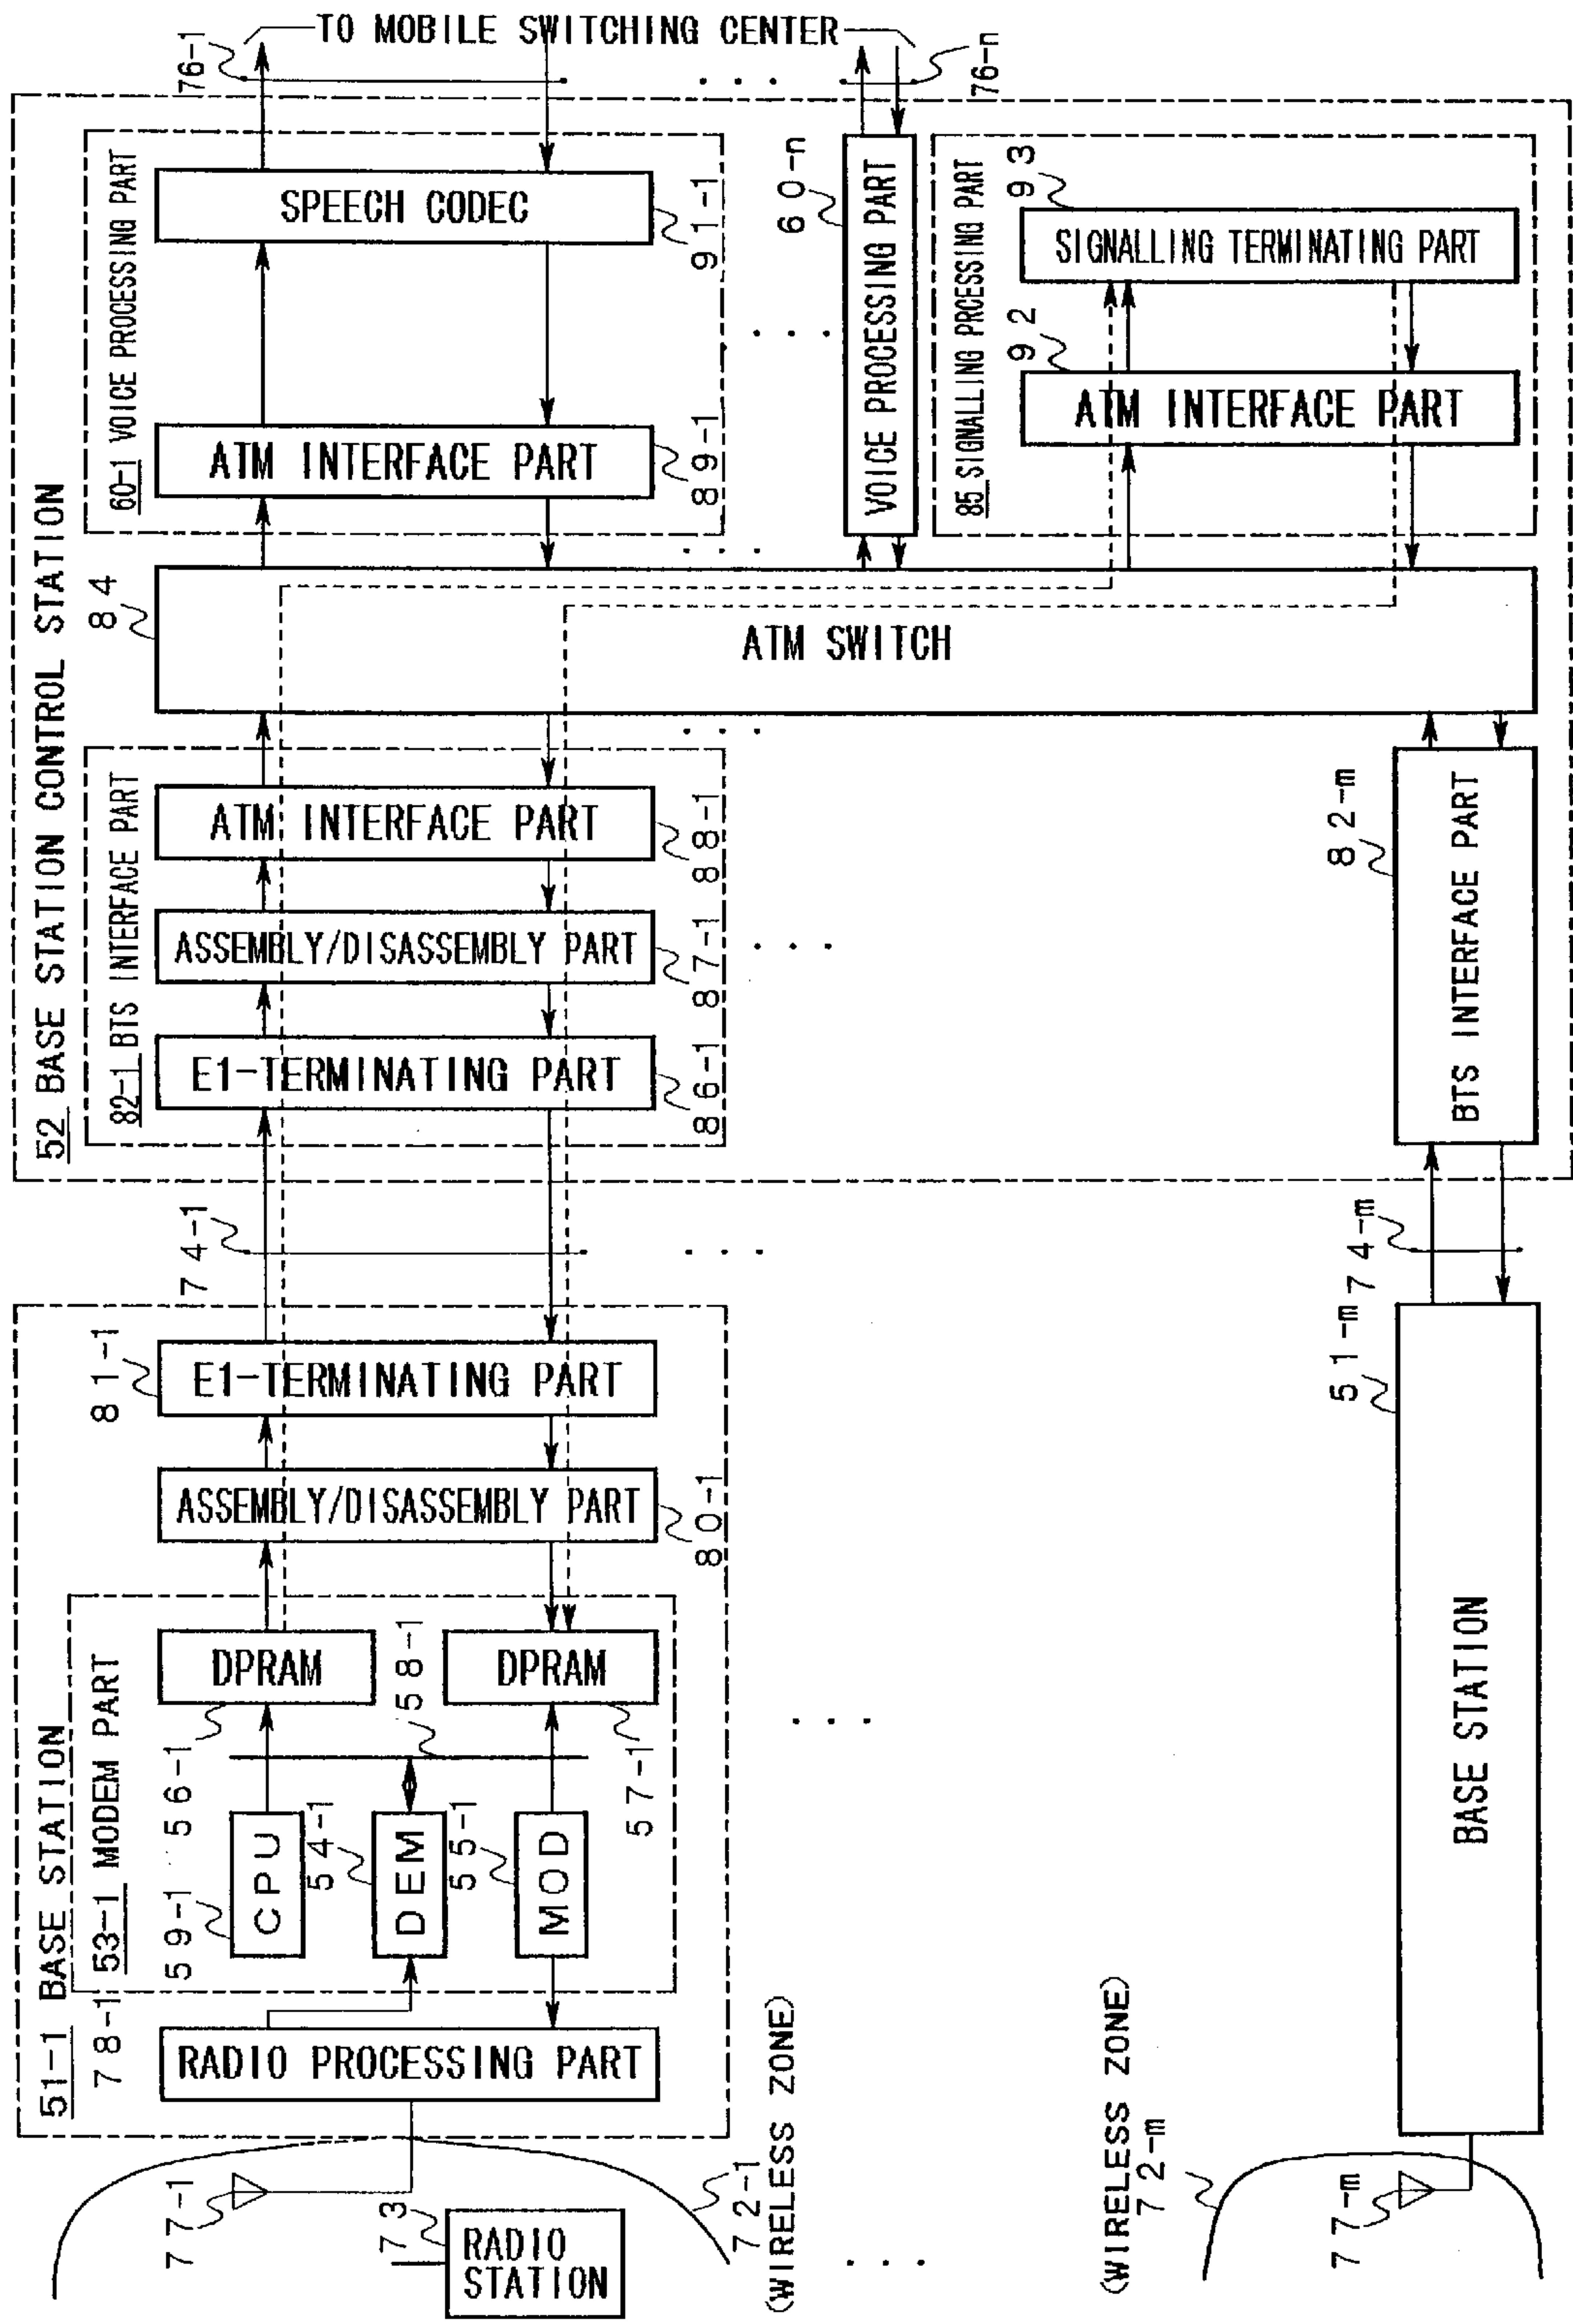 51-1 BASE STATION
53-1 MODEM PART
78-1
RADIO PROCESSING PART
59-1
CPU
54-1
DEM
55-1
MOD
56-1
DPRAM
58-1
57-1
DPRAM
ASSEMBLY/DISASSEMBLY PART
80-1
81-1
E1-TERMINATING PART
77-1
73
RADIO
STATION
72-1
(WIRELESS ZONE)
. . .
74-1
. . .
52 BASE STATION CONTROL STATION
82-1 BTS INTERFACE PART
E1-TERMINATING PART
86-1
ASSEMBLY/DISASSEMBLY PART
87-1
ATM INTERFACE PART
88-1
. . .
84
ATM SWITCH
60-1 VOICE PROCESSING PART
ATM INTERFACE PART
89-1
SPEECH CODEC
91-1
76-1
TO MOBILE SWITCHING CENTER
. . .
76-n
60-n
VOICE PROCESSING PART
85 SIGNALLING PRCESSING PART
92
ATM INTERFACE PART
93
SIGNALLING TERMINATING PART
(WIRELESS ZONE)
72-m
77-m
51-m
BASE STATION
74-m
82-m
BTS INTERFACE PART